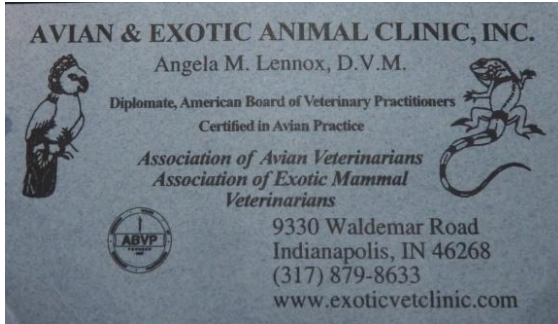 AVIAN & EXOTIC ANIMAL CLINIC, INC.
Angela M. Lennox, D.V.M.
Diplomate, American Board of Veterinary Practitioners
Certified in Avian Practice
Association of Avian Veterinarians
Association of Exotic Mammal
Veterinarians
ABVP
9330 Waldemar Road
Indianapolis, IN 46268
(317) 879-8633
www.exoticvetclinic.com